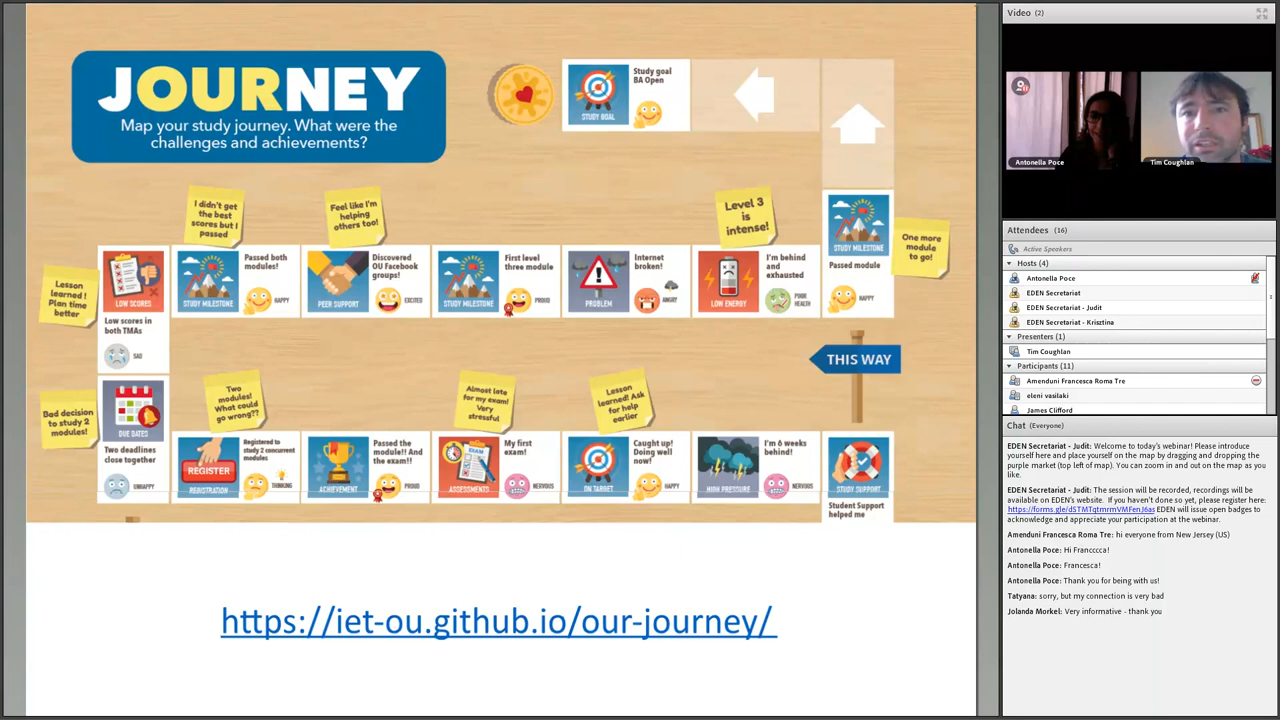 JOURNEY
Map your study journey. What were the
challenges and achievements?
STUDY GOAL
Study goal
BA Open
I didn't get
the best
scores but I
passed
Feel like I'm
helping
others too!
Level 3
is
intense!
One more
module
to go!
Lesson
learned !
Plan time
better
LOW SCORES
Low scores in
both TMAs
SAD
STUDY MILESTONE
Passed both
modules!
HAPPY
PEER SUPPORT
Discovered
OU Facebook
groups!
EXCITED
STUDY MILESTONE
First level
three module
PROUD
PROBLEM
Internet
broken!
ANGRY
LOW ENERGY
I'm behind
and
exhausted
POOR
HEALTH
STUDY MILESTONE
Passed module
HAPPY
THIS WAY
Bad decision
to study 2
modules!
Two
modules!
What could
go wrong??
Almost late
for my exam!
Very
stressful
Lesson
learned! Ask
for help
earlier
DUE DATES
Two deadlines
close together
UNHAPPY
REGISTER
REGISTRATION
Registered to
study 2 concurrent
modules
THINKING
ACHIEVEMENT
Passed the
module!! And
the exam!!
PROUD
EXAM
ASSESSMENTS
My first
exam!
NERVOUS
ON TARGET
Caught up!
Doing well
now!
HAPPY
HIGH PRESSURE
I'm 6 weeks
behind!
NERVOUS
STUDY SUPPORT
Student Support
helped me
https://iet-ou.github.io/our-journey/
Video (2)
Antonella Poce
Tim Coughlan
Attendees (16)
Active Speakers
Hosts (4)
Antonella Poce
EDEN Secretariat
EDEN Secretariat - Judit
EDEN Secretariat - Krisztina
Presenters (1)
Tim Coughlan
Participants (11)
Amenduni Francesca Roma Tre
eleni vasilaki
James Clifford
Chat (Everyone)
EDEN Secretariat - Judit: Welcome to today's webinar! Please introduce
yourself here and place yourself on the map by dragging and dropping the
purple market (top left of map). You can zoom in and out on the map as you
like.
EDEN Secretariat - Judit: The session will be recorded, recordings will be
available on EDEN's website. If you haven't done so yet, please register here:
EDEN will issue open badges to
acknowledge and appreciate your participation at the webinar.
Amenduni Francesca Roma Tre: hi everyone from New Jersey (US)
Antonella Poce: Hi Franccca!
Antonella Poce: Francesca!
Antonella Poce: Thank you for being with us!
Tatyana: sorry, but my connection is very bad
Jolanda Morkel: Very informative - thank you